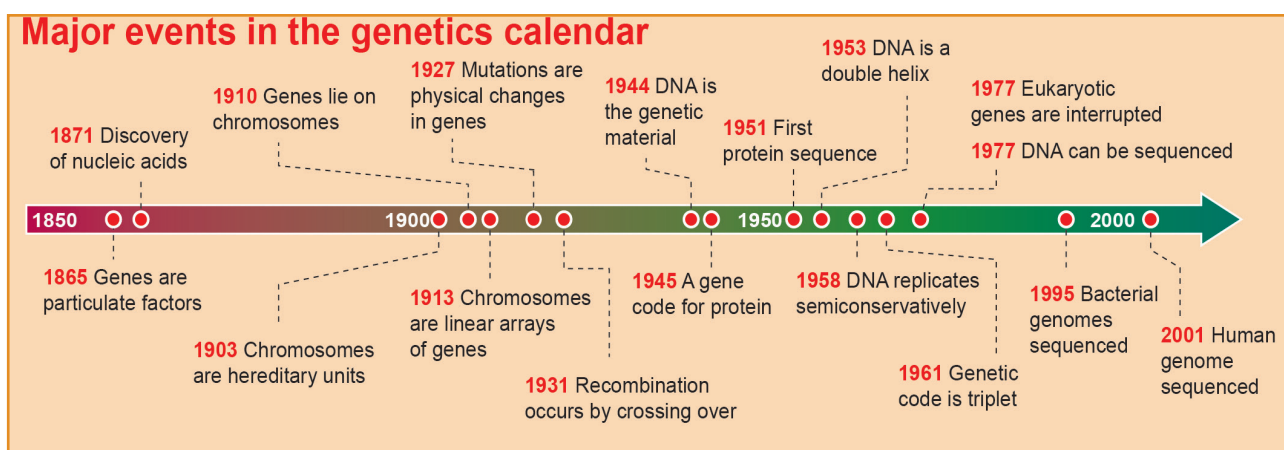 Major events in the genetics calendar
1871 Discovery
of nucleic acids
1910 Genes lie on
chromosomes
1927 Mutations are
physical changes
in genes
1944 DNA is
the genetic
material
1951 First
protein sequence
1953 DNA is a
double helix
1977 Eukaryotic
genes are interrupted
1977 DNA can be sequenced
1850
1900
1950
2000
1865 Genes are
particulate factors
1903 Chromosomes
are hereditary units
1913 Chromosomes
are linear arrays
of genes
1931 Recombination
occurs by crossing over
1945 A gene
code for protein
1958 DNA replicates
semiconservatively
1961 Genetic
code is triplet
1995 Bacterial
genomes
sequenced
2001 Human
genome
sequenced